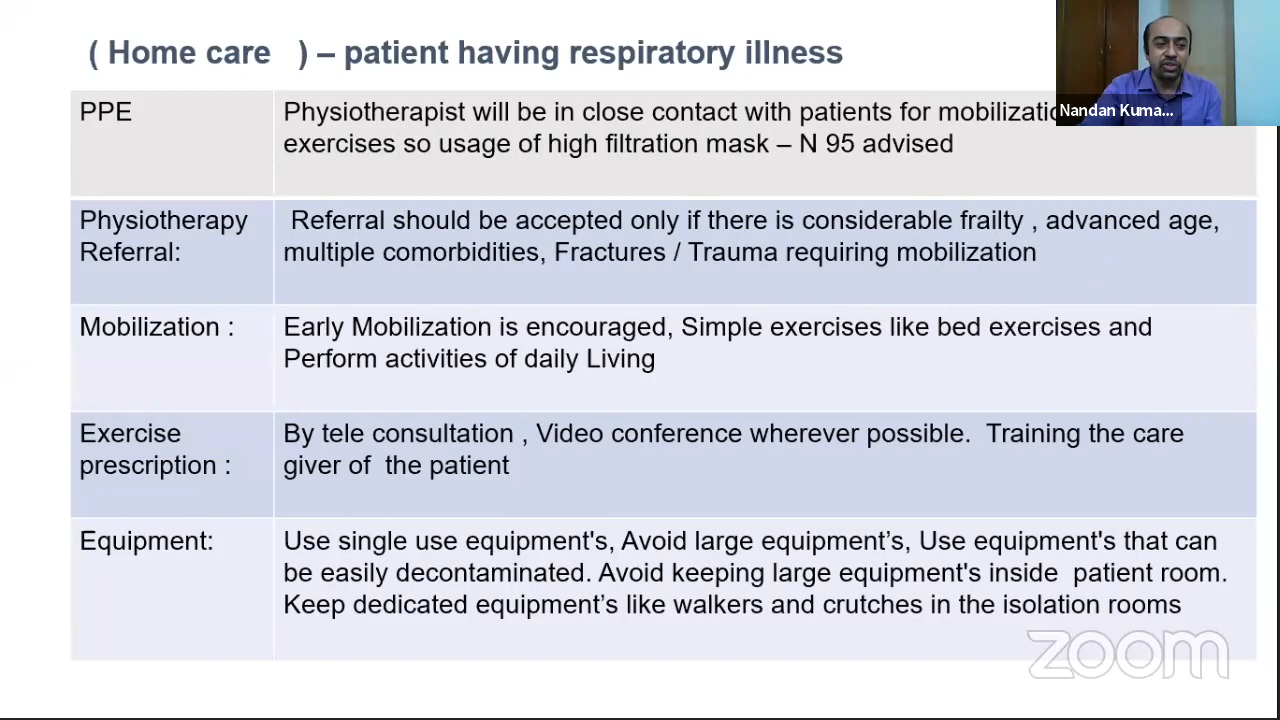 ( Home care ) – patient having respiratory illness
PPE
Physiotherapist will be in close contact with patients for
exercises so usage of high filtration mask – N 95 advised
Physiotherapy
Referral:
Referral should be accepted only if there is considerable frailty , advanced age,
multiple comorbidities, Fractures / Trauma requiring mobilization
Mobilization :
Early Mobilization is encouraged, Simple exercises like bed exercises and
Perform activities of daily Living
Exercise
prescription :
By tele consultation , Video conference wherever possible. Training the care
giver of the patient
Equipment:
Use single use equipment's, Avoid large equipment’s, Use equipment's that can
be easily decontaminated. Avoid keeping large equipment's inside patient room.
Keep dedicated equipment’s like walkers and crutches in the isolation rooms
Nandan Kuma...
zoom